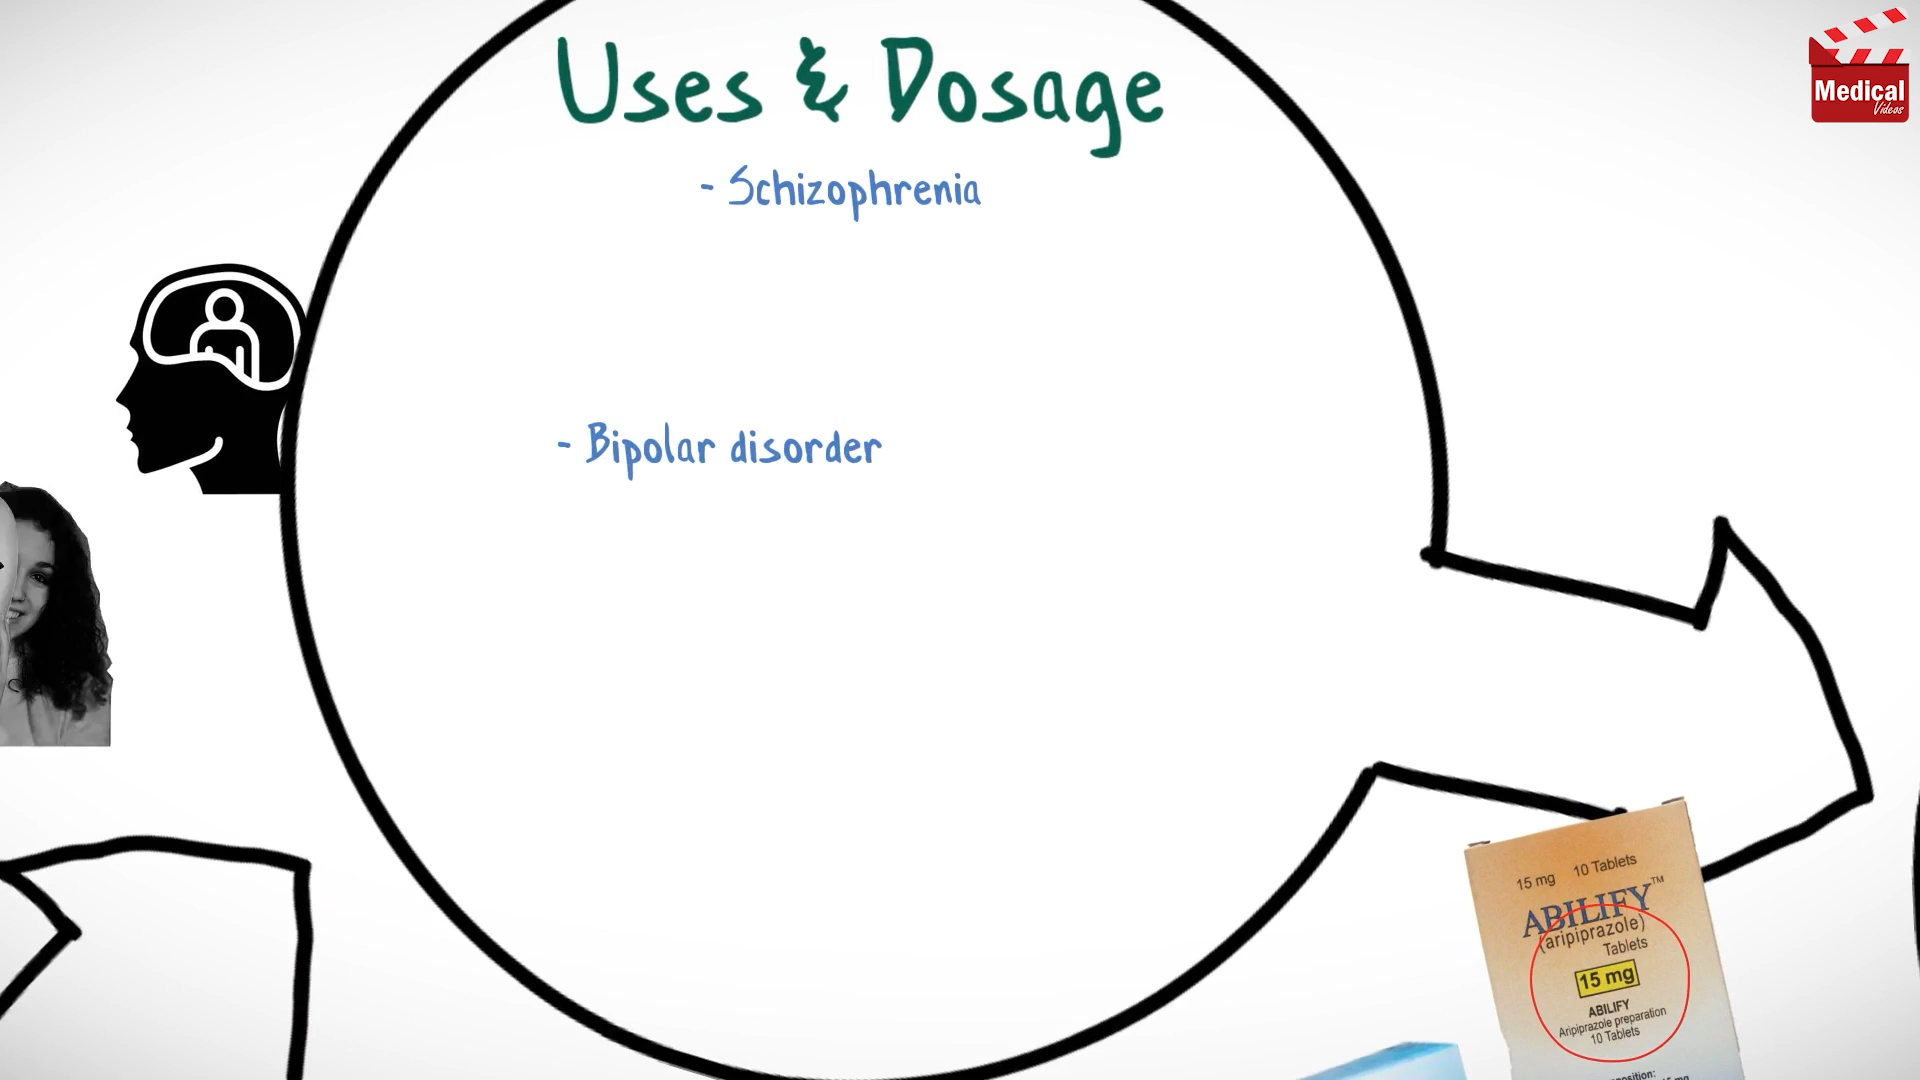 Uses & Dosage
- Schizophrenia
- Bipolar disorder
Medical
Videos
15 mg 10 Tablets
ABILIFY™
(aripiprazole)
Tablets
15 mg
ABILIFY
Aripiprazole preparation
10 Tablets